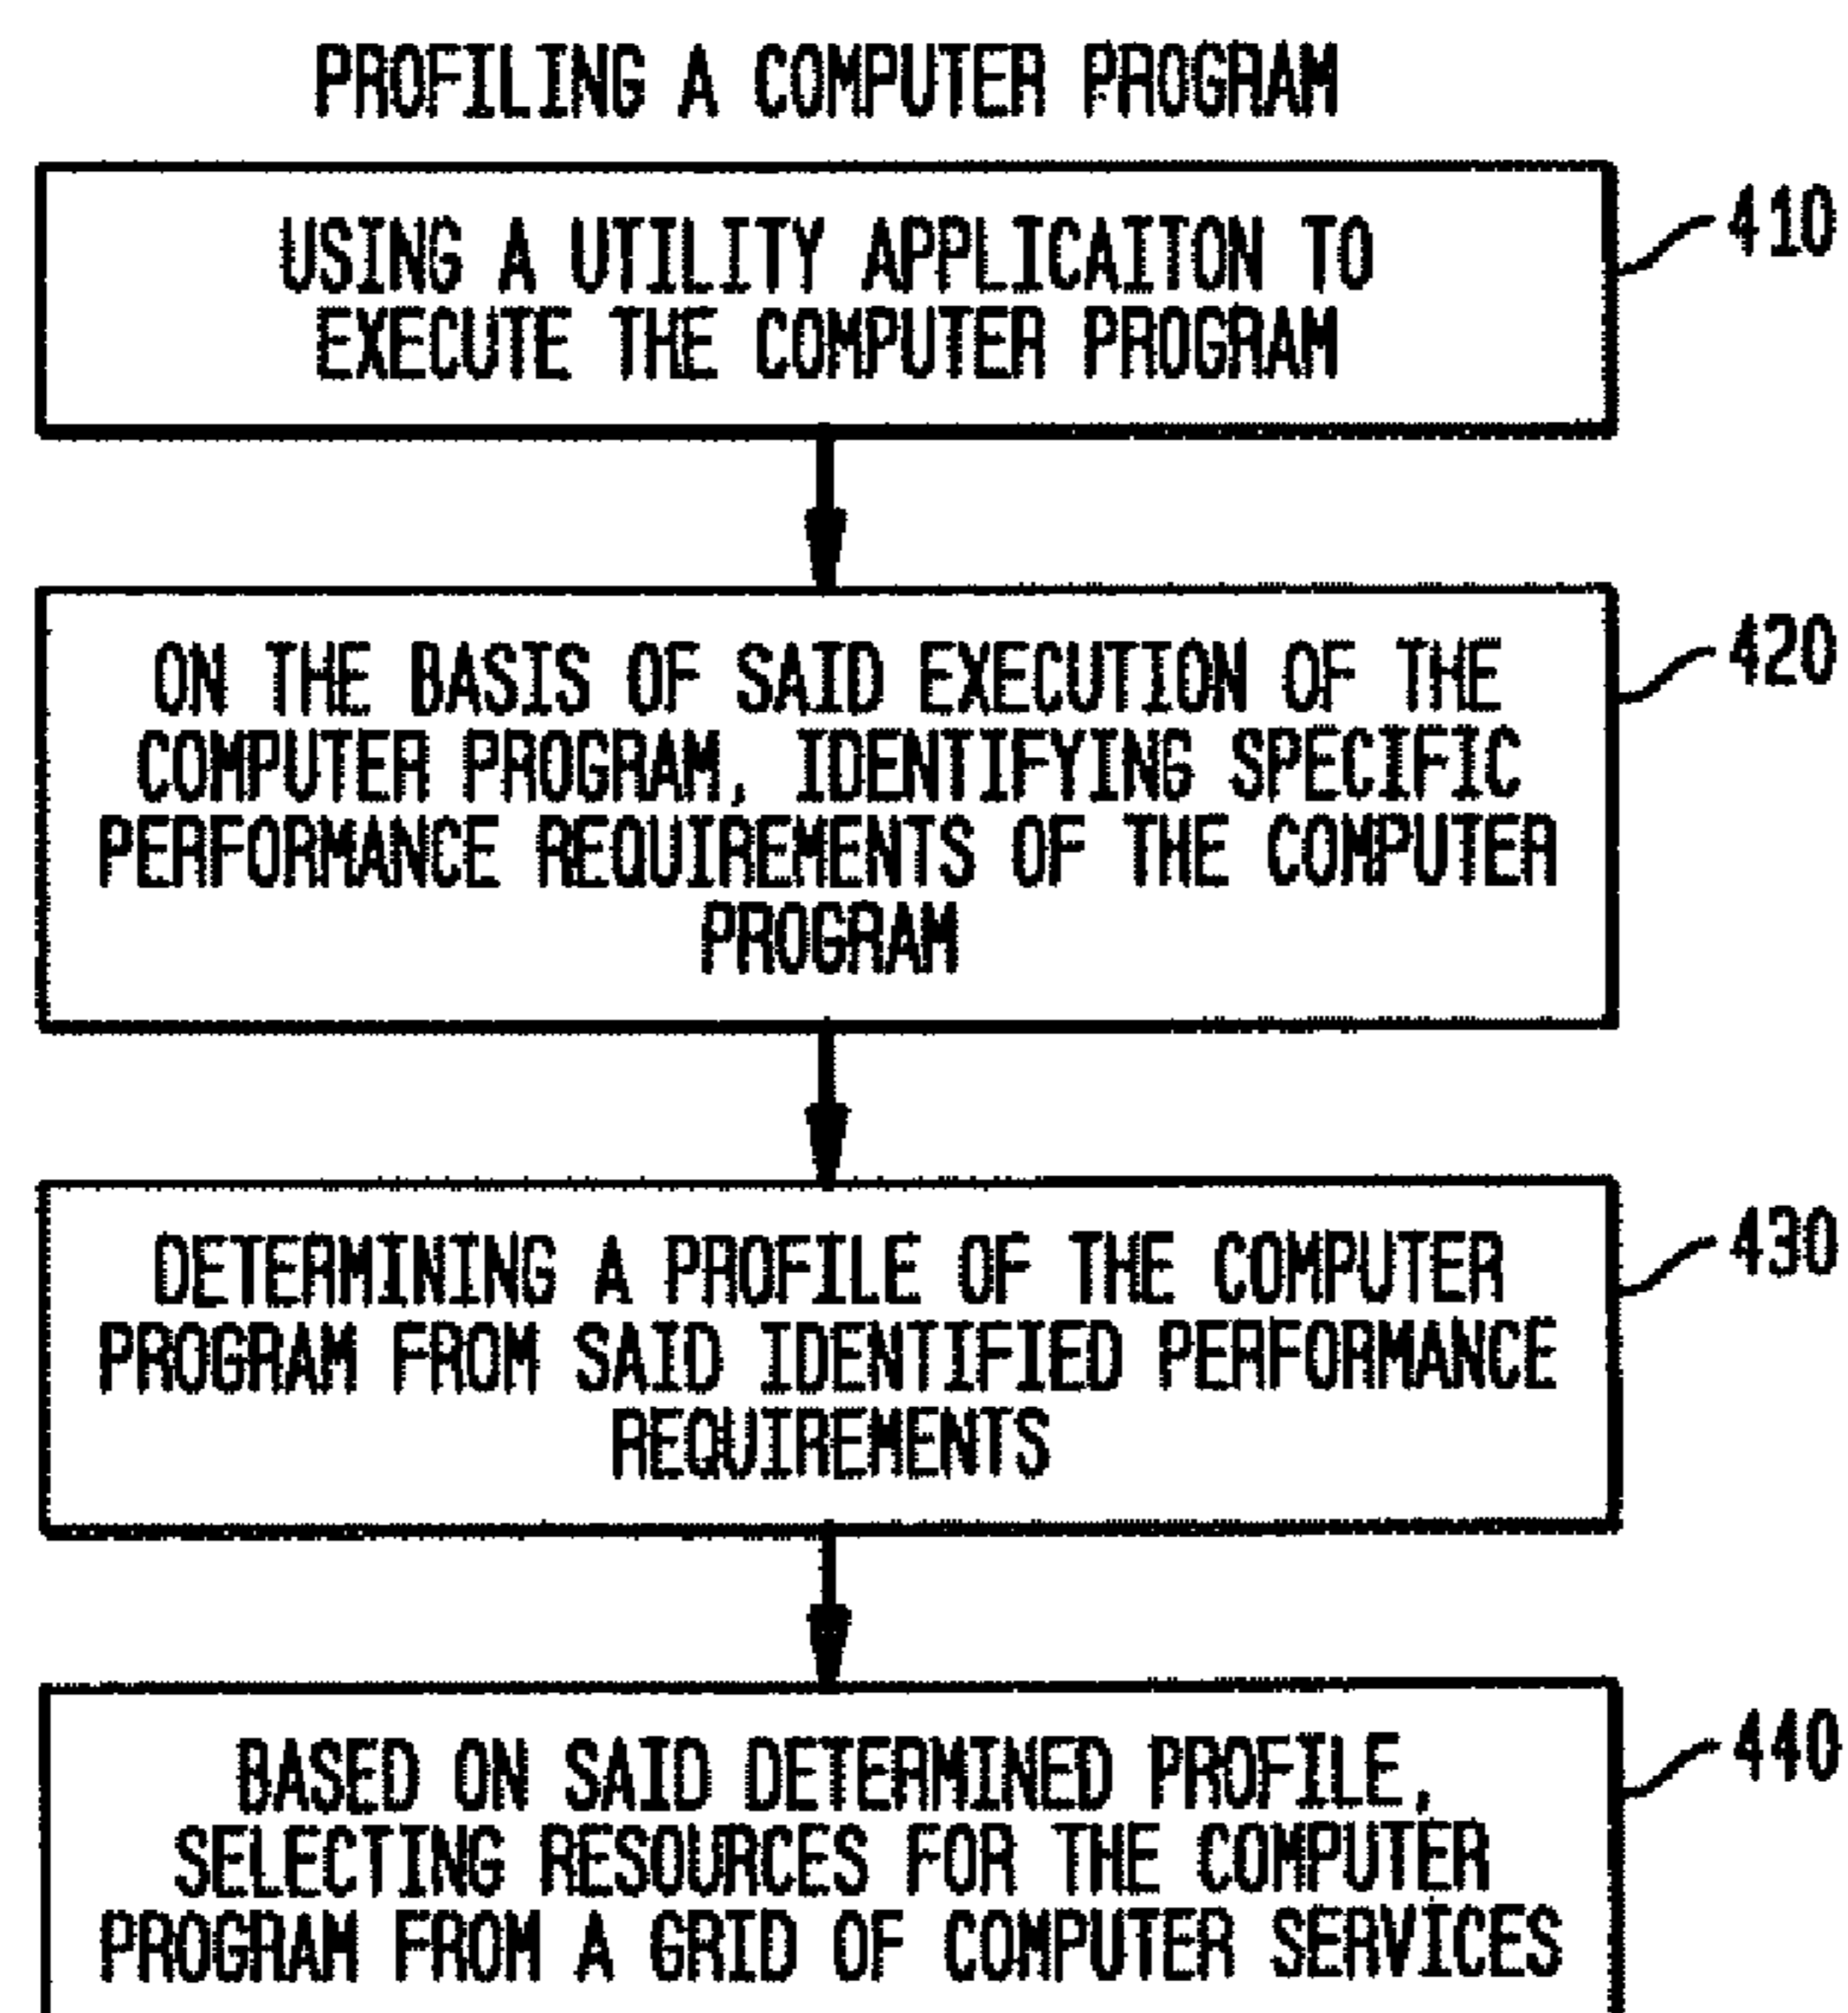 PROFILING A COMPUTER PROGRAM
USING A UTILITY APPLICAITON TO
EXECUTE THE COMPUTER PROGRAM
410
ON THE BASIS OF SAID EXECUTION OF THE
COMPUTER PROGRAM, IDENTIFYING SPECIFIC
PERFORMANCE REQUIREMENTS OF THE COMPUTER
PROGRAM
420
DETERMINING A PROFILE OF THE COMPUTER
PROGRAM FROM SAID IDENTIFIED PERFORMANCE
REQUIREMENTS
430
BASED ON SAID DETERMINED PROFILE,
SELECTING RESOURCES FOR THE COMPUTER
PROGRAM FROM A GRID OF COMPUTER SERVICES
440